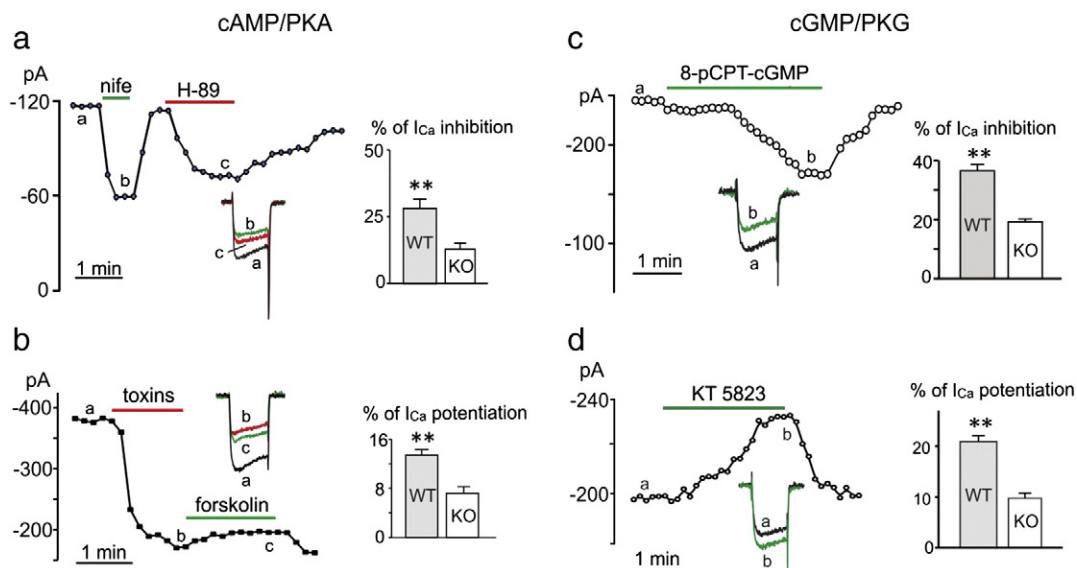 cAMP/PKA
cGMP/PKG
a
pA
-120
-60
0
nife
H-89
a
b
c
b
c
a
1 min
% of ICa inhibition
50
25
0
**
WT
KO
c
pA
-200
-100
8-pCPT-cGMP
a
b
b
a
1 min
% of ICa inhibition
40
20
0
**
WT
KO
b
pA
-400
-300
-200
toxins
forskolin
a
b
c
b
c
a
1 min
% of ICa potentiation
16
8
0
**
WT
KO
d
pA
-240
-200
KT 5823
a
b
a
b
1 min
% of ICa potentiation
20
10
0
**
WT
KO